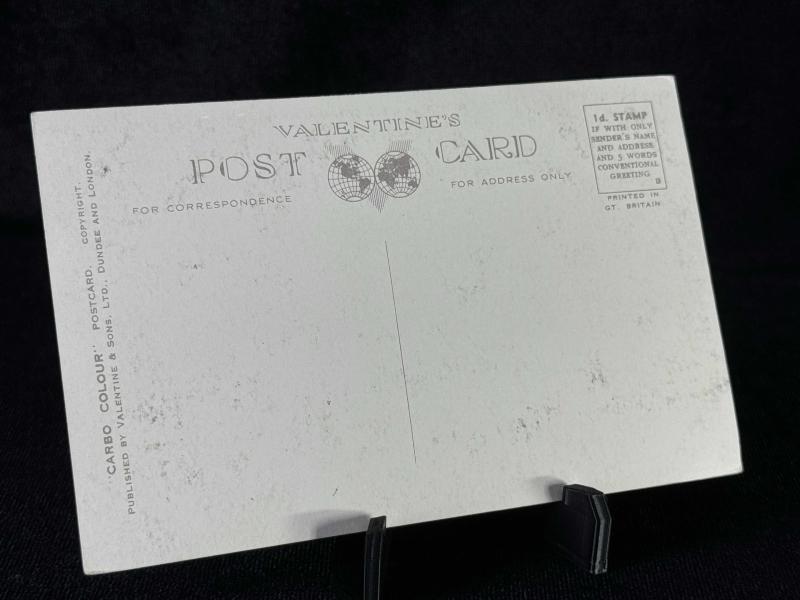 VALENTINE'S
POST CARD
FOR CORRESPONDENCE
FOR ADDRESS ONLY
1d. STAMP
IF WITH ONLY
SENDER'S NAME
AND ADDRESS
AND 5 WORDS
CONVENTIONAL
GREETING
B
PRINTED IN
GT. BRITAIN
"CARBO COLOUR" POSTCARD. COPYRIGHT.
PUBLISHED BY VALENTINE & SONS, LTD., DUNDEE AND LONDON.